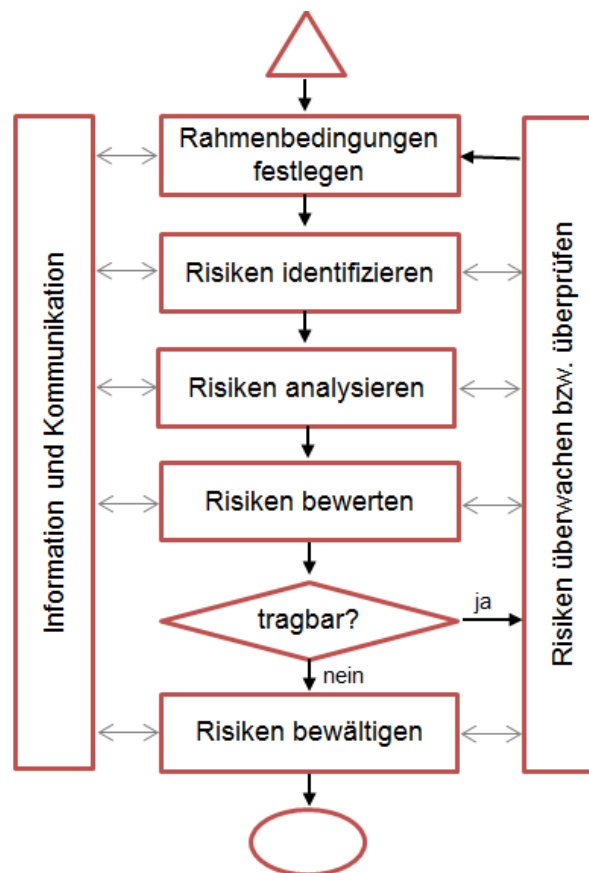 Rahmenbedingungen
festlegen
Risiken identifizieren
Risiken analysieren
Risiken bewerten
tragbar?
ja
nein
Risiken bewältigen
Information und Kommunikation
Risiken überwachen bzw. überprüfen